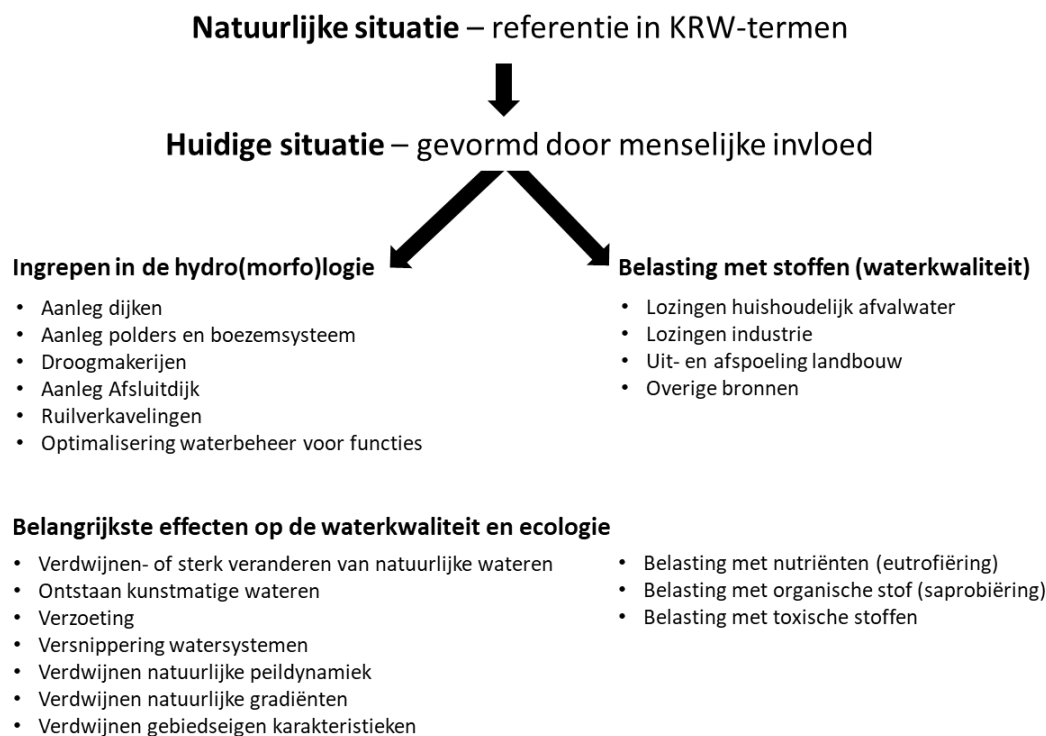 Natuurlijke situatie – referentie in KRW-termen
Huidige situatie – gevormd door menselijke invloed
Ingrepen in de hydro(morfo)logie
• Aanleg dijken
• Aanleg polders en boezemsysteem
• Droogmakerijen
• Aanleg Afsluitdijk
• Ruilverkavelingen
• Optimalisering waterbeheer voor functies
Belasting met stoffen (waterkwaliteit)
• Lozingen huishoudelijk afvalwater
• Lozingen industrie
• Uit- en afspoeling landbouw
• Overige bronnen
Belangrijkste effecten op de waterkwaliteit en ecologie
• Verdwijnen- of sterk veranderen van natuurlijke wateren
• Ontstaan kunstmatige wateren
• Verzoeting
• Versnippering watersystemen
• Verdwijnen natuurlijke peildynamiek
• Verdwijnen natuurlijke gradiënten
• Verdwijnen gebiedseigen karakteristieken
• Belasting met nutriënten (eutrofiëring)
• Belasting met organische stof (saprobiëring)
• Belasting met toxische stoffen